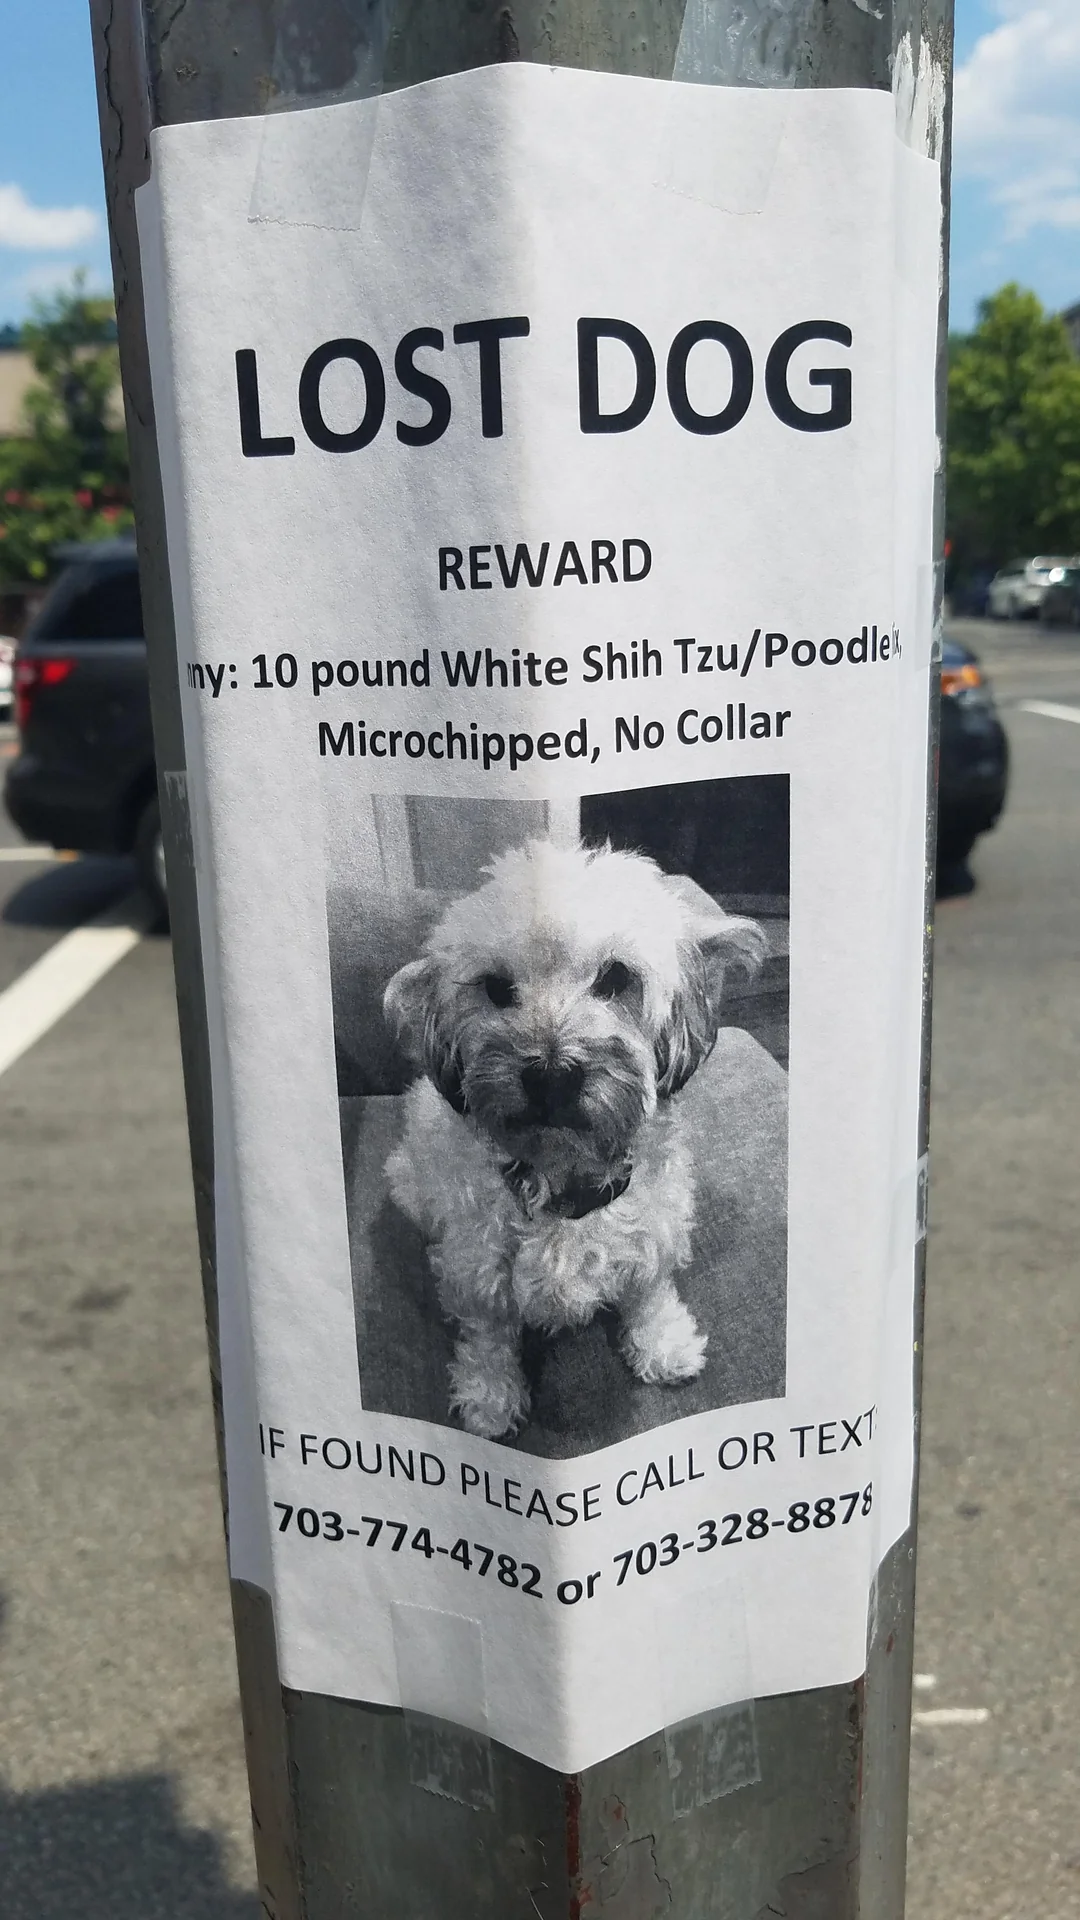 LOST DOG
REWARD
10 pound White Shih Tzu/Poodle
Microchipped, No Collar
IF FOUND PLEASE CALL OR TEXT
703-774-4782 or 703-328-8878